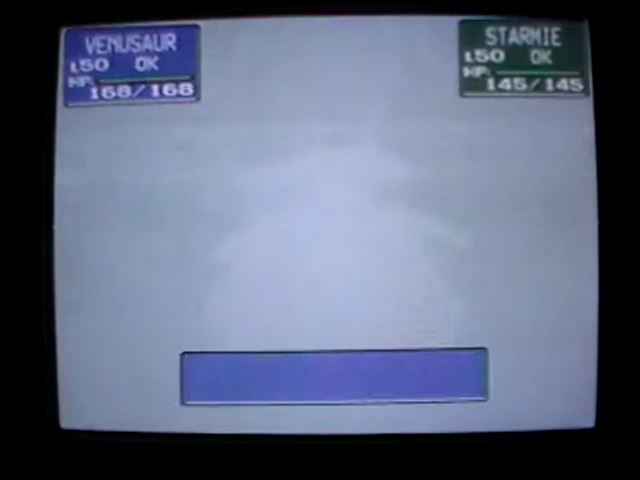 VENUSAUR
L50 OK
HP:
168/168
STARMIE
L50 OK
HP:
145/145